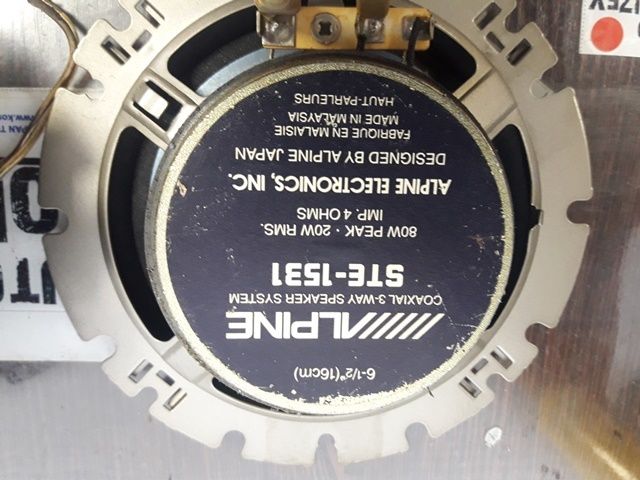 6-1/2"(16cm)
ALPINE
COAXIAL 3-WAY SPEAKER SYSTEM
STE-1531
80W PEAK · 20W RMS.
IMP. 4 OHMS
ALPINE ELECTRONICS, INC.
DESIGNED BY ALPINE JAPAN
FABRIQUE EN MALAISIE
MADE IN MALAYSIA
HAUT-PARLEURS